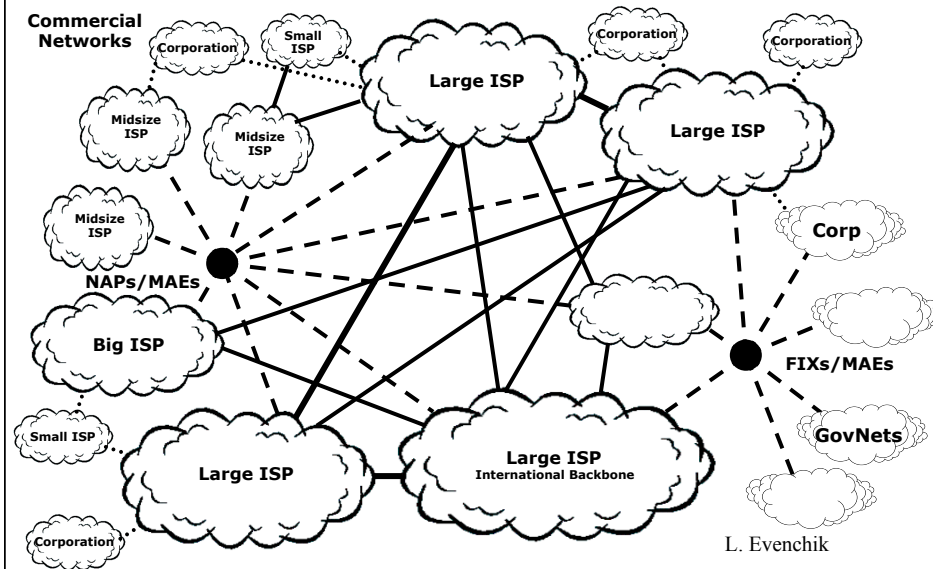 Commercial
Networks
Corporation
Small
ISP
Corporation
Corporation
Large ISP
Midsize
ISP
Midsize
ISP
Large ISP
Midsize
ISP
Corp
NAPs/MAEs
Big ISP
FIXs/MAEs
Small ISP
GovNets
Large ISP
Large ISP
International Backbone
Corporation
L. Evenchik